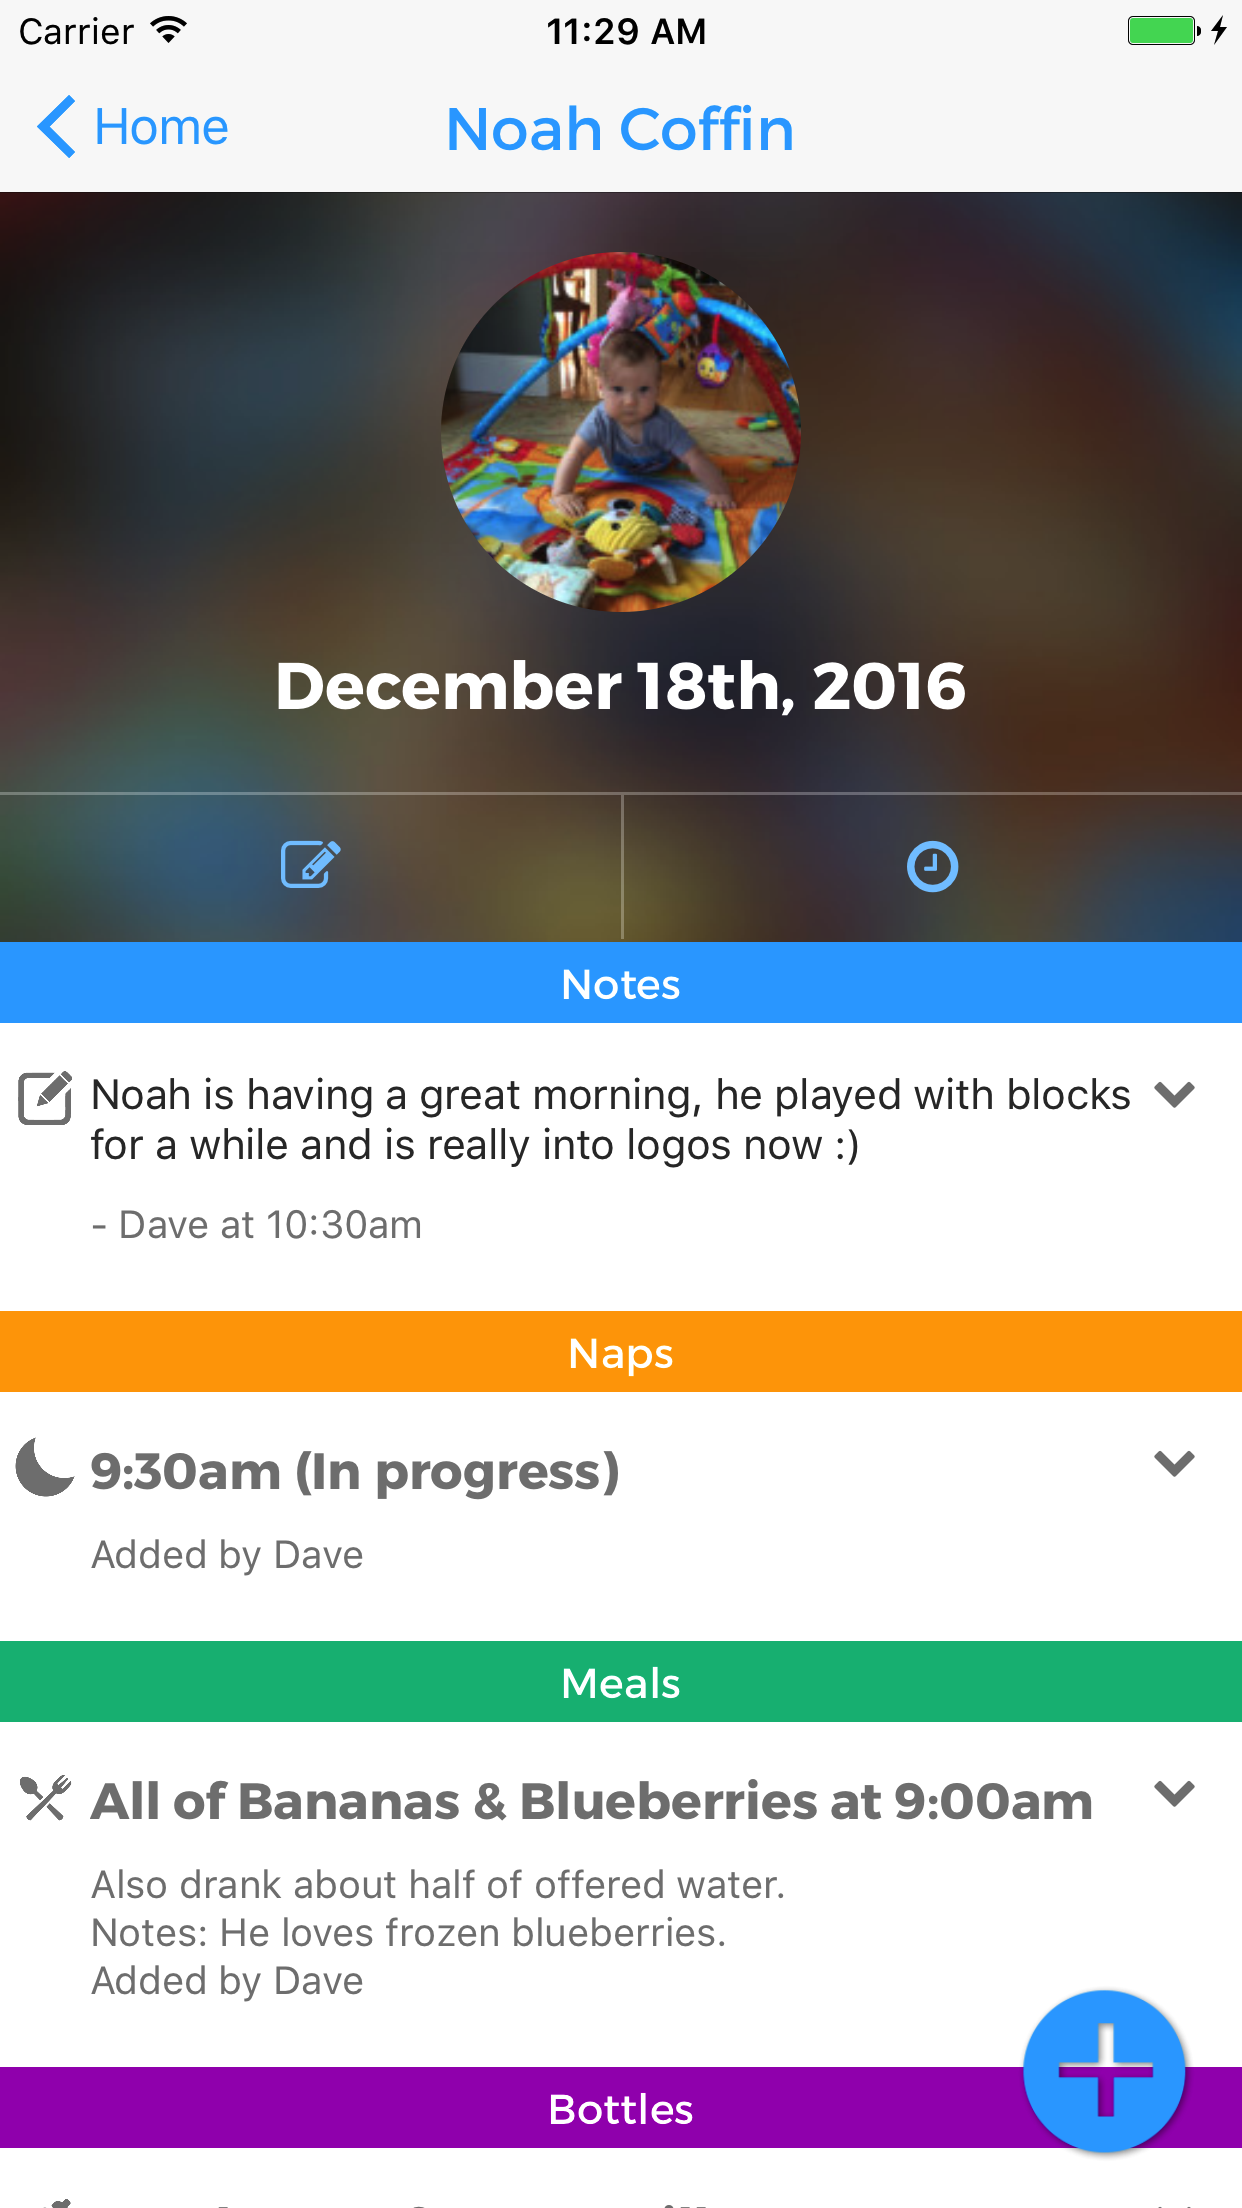 Carrier 11:29 AM
Home Noah Coffin
December 18th, 2016
Notes
Noah is having a great morning, he played with blocks
for a while and is really into logos now :)
- Dave at 10:30am
Naps
9:30am (In progress)
Added by Dave
Meals
All of Bananas & Blueberries at 9:00am
Also drank about half of offered water.
Notes: He loves frozen blueberries.
Added by Dave
Bottles